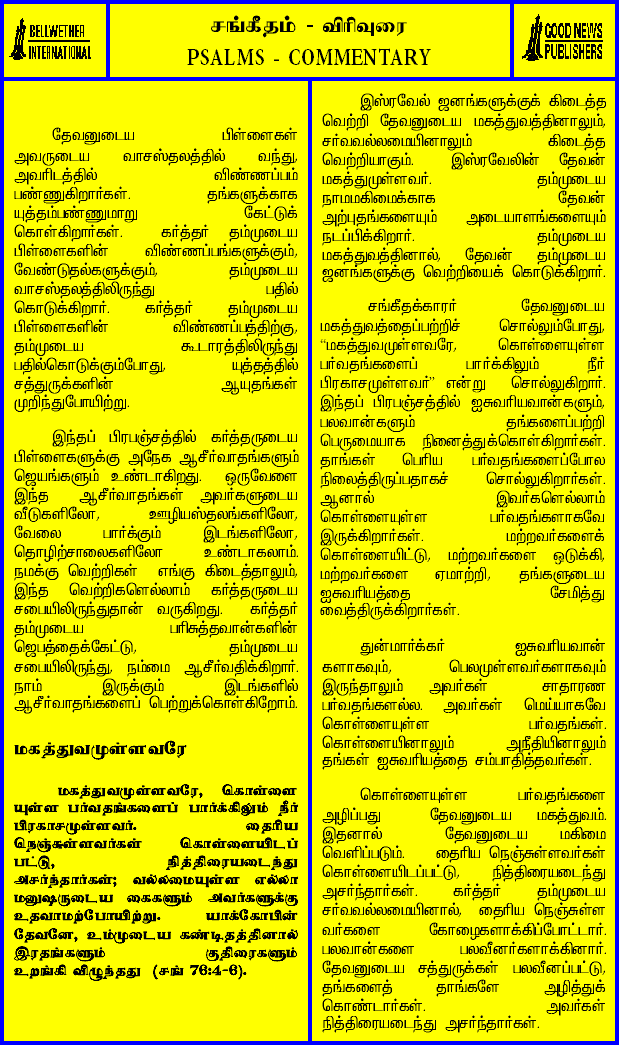 BELLWETHER
INTERNATIONAL
சங்கீதம் - விரிவுரை
PSALMS - COMMENTARY
GOOD NEWS
PUBLISHERS
தேவனுடைய பிள்ளைகள்
அவருடைய வாசஸ்தலத்தில் வந்து,
அவரிடத்தில் விண்ணப்பம்
பண்ணுகிறார்கள். தங்களுக்காக
யுத்தம்பண்ணுமாறு கேட்டுக்
கொள்கிறார்கள். கர்த்தர் தம்முடைய
பிள்ளைகளின் விண்ணப்பங்களுக்கும்,
வேண்டுதல்களுக்கும், தம்முடைய
வாசஸ்தலத்திலிருந்து பதில்
கொடுக்கிறார். கர்த்தர் தம்முடைய
பிள்ளைகளின் விண்ணப்பத்திற்கு,
தம்முடைய கூடாரத்திலிருந்து
பதில்கொடுக்கும்போது, யுத்தத்தில்
சத்துருக்களின் ஆயுதங்கள்
முறிந்துபோயிற்று.
இந்தப் பிரபஞ்சத்தில் கர்த்தருடைய
பிள்ளைகளுக்கு அநேக ஆசீர்வாதங்களும்
ஜெயங்களும் உண்டாகிறது. ஒருவேளை
இந்த ஆசீர்வாதங்கள் அவர்களுடைய
வீடுகளிலோ, ஊழியஸ்தலங்களிலோ,
வேலை பார்க்கும் இடங்களிலோ,
தொழிற்சாலைகளிலோ உண்டாகலாம்.
நமக்கு வெற்றிகள் எங்கு கிடைத்தாலும்,
இந்த வெற்றிகளெல்லாம் கர்த்தருடைய
சபையிலிருந்துதான் வருகிறது. கர்த்தர்
தம்முடைய பரிசுத்தவான்களின்
ஜெபத்தைக்கேட்டு, தம்முடைய
சபையிலிருந்து, நம்மை ஆசீர்வதிக்கிறார்.
நாம் இருக்கும் இடங்களில்
ஆசீர்வாதங்களைப் பெற்றுக்கொள்கிறோம்.
மகத்துவமுள்ளவரே
மகத்துவமுள்ளவரே, கொள்ளை
யுள்ள பர்வதங்களைப் பார்க்கிலும் நீர்
பிரகாசமுள்ளவர். தைரிய
நெஞ்சுள்ளவர்கள் கொள்ளையிடப்
பட்டு, நித்திரையடைந்து
அசர்ந்தார்கள்; வல்லமையுள்ள எல்லா
மனுஷருடைய கைகளும் அவர்களுக்கு
உதவாமற்போயிற்று. யாக்கோபின்
தேவனே, உம்முடைய கண்டிதத்தினால்
இரதங்களும் குதிரைகளும்
உறங்கி விழுந்தது (சங் 76:4-6).
இஸ்ரவேல் ஜனங்களுக்குக் கிடைத்த
வெற்றி தேவனுடைய மகத்துவத்தினாலும்,
சர்வவல்லமையினாலும் கிடைத்த
வெற்றியாகும். இஸ்ரவேலின் தேவன்
மகத்துமுள்ளவர். தம்முடைய
நாமமகிமைக்காக தேவன்
அற்புதங்களையும் அடையாளங்களையும்
நடப்பிக்கிறார். தம்முடைய
மகத்துவத்தினால், தேவன் தம்முடைய
ஜனங்களுக்கு வெற்றியைக் கொடுக்கிறார்.
சங்கீதக்காரர் தேவனுடைய
மகத்துவத்தைப்பற்றிச் சொல்லும்போது,
“மகத்துவமுள்ளவரே, கொள்ளையுள்ள
பர்வதங்களைப் பார்க்கிலும் நீர்
பிரகாசமுள்ளவர்” என்று சொல்லுகிறார்.
இந்தப் பிரபஞ்சத்தில் ஐசுவரியவான்களும்,
பலவான்களும் தங்களைப்பற்றி
பெருமையாக நினைத்துக்கொள்கிறார்கள்.
தாங்கள் பெரிய பர்வதங்களைப்போல
நிலைத்திருப்பதாகச் சொல்லுகிறார்கள்.
ஆனால் இவர்களெல்லாம்
கொள்ளையுள்ள பர்வதங்களாகவே
இருக்கிறார்கள். மற்றவர்களைக்
கொள்ளையிட்டு, மற்றவர்களை ஒடுக்கி,
மற்றவர்களை ஏமாற்றி, தங்களுடைய
ஐசுவரியத்தை சேமித்து
வைத்திருக்கிறார்கள்.
துன்மார்க்கர் ஐசுவரியவான்
களாகவும், பெலமுள்ளவர்களாகவும்
இருந்தாலும் அவர்கள் சாதாரண
பர்வதங்களல்ல. அவர்கள் மெய்யாகவே
கொள்ளையுள்ள பர்வதங்கள்.
கொள்ளையினாலும் அநீதியினாலும்
தங்கள் ஐசுவரியத்தை சம்பாதித்தவர்கள்.
கொள்ளையுள்ள பர்வதங்களை
அழிப்பது தேவனுடைய மகத்துவம்.
இதனால் தேவனுடைய மகிமை
வெளிப்படும். தைரிய நெஞ்சுள்ளவர்கள்
கொள்ளையிடப்பட்டு, நித்திரையடைந்து
அசர்ந்தார்கள். கர்த்தர் தம்முடைய
சர்வவல்லமையினால், தைரிய நெஞ்சுள்ள
வர்களை கோழைகளாக்கிப்போட்டார்.
பலவான்களை பலவீனர்களாக்கினார்.
தேவனுடைய சத்துருக்கள் பலவீனப்பட்டு,
தங்களைத் தாங்களே அழித்துக்
கொண்டார்கள். அவர்கள்
நித்திரையடைந்து அசர்ந்தார்கள்.